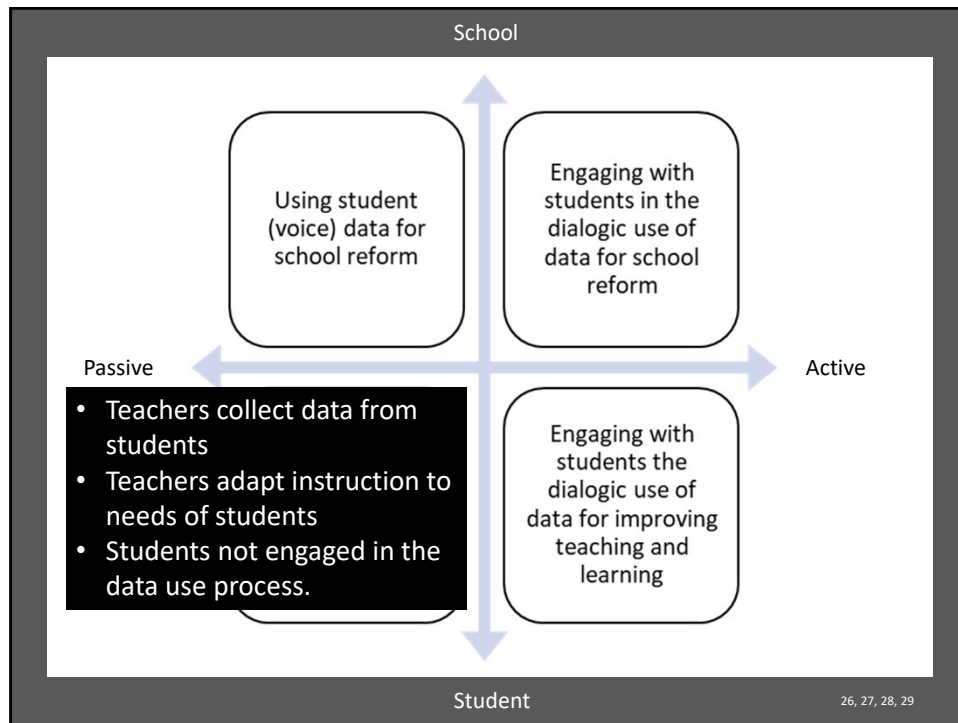 School
Using student
(voice) data for
school reform
Engaging with
students in the
dialogic use of
data for school
reform
Passive
Active
• Teachers collect data from
students
• Teachers adapt instruction to
needs of students
• Students not engaged in the
data use process.
Engaging with
students the
dialogic use of
data for improving
teaching and
learning
Student
26, 27, 28, 29